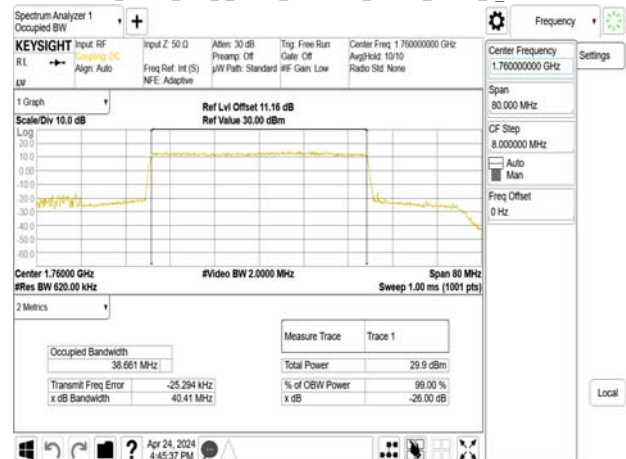 Spectrum Analyzer 1
Occupied BW
Frequency
KEYSIGHT
RL
LU
Input: RF
Coupling: DC
Align: Auto
Input Z: 50 Ω
Freq Ref: Int (S)
NFE: Adaptive
Atten: 30 dB
Preamp: Off
µW Path: Standard
Trig: Free Run
Gate: Off
#IF Gain: Low
Center Freq: 1.760000000 GHz
Avg|Hold: 10/10
Radio Std: None
Center Frequency
1.760000000 GHz
Settings
Span
80.000 MHz
CF Step
8.000000 MHz
Auto
Man
Freq Offset
0 Hz
1 Graph
Scale/Div 10.0 dB
Ref Lvl Offset 11.16 dB
Ref Value 30.00 dBm
Log
20.0
10.0
0.00
-10.0
-20.0
-30.0
-40.0
-50.0
-60.0
Center 1.76000 GHz
#Res BW 620.00 kHz
#Video BW 2.0000 MHz
Span 80 MHz
Sweep 1.00 ms (1001 pts)
2 Metrics
Measure Trace Trace 1
Occupied Bandwidth
38.661 MHz
Total Power 29.9 dBm
Transmit Freq Error -25.294 kHz
% of OBW Power 99.00 %
x dB Bandwidth 40.41 MHz
x dB -26.00 dB
Local
Apr 24, 2024
4:45:37 PM